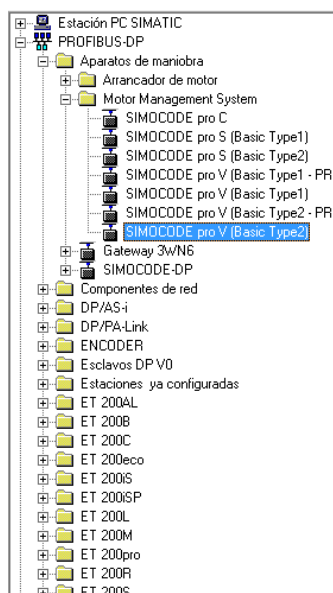 Estación PC SIMATIC
PROFIBUS-DP
Aparatos de maniobra
Arrancador de motor
Motor Management System
SIMOCODE pro C
SIMOCODE pro S (Basic Type1)
SIMOCODE pro S (Basic Type2)
SIMOCODE pro V (Basic Type1 - PR
SIMOCODE pro V (Basic Type1)
SIMOCODE pro V (Basic Type2 - PR
SIMOCODE pro V (Basic Type2)
Gateway 3WN6
SIMOCODE-DP
Componentes de red
DP/AS-i
DP/PA-Link
ENCODER
Esclavos DP V0
Estaciones ya configuradas
ET 200AL
ET 200B
ET 200C
ET 200eco
ET 200iS
ET 200iSP
ET 200L
ET 200M
ET 200pro
ET 200R
ET 200S